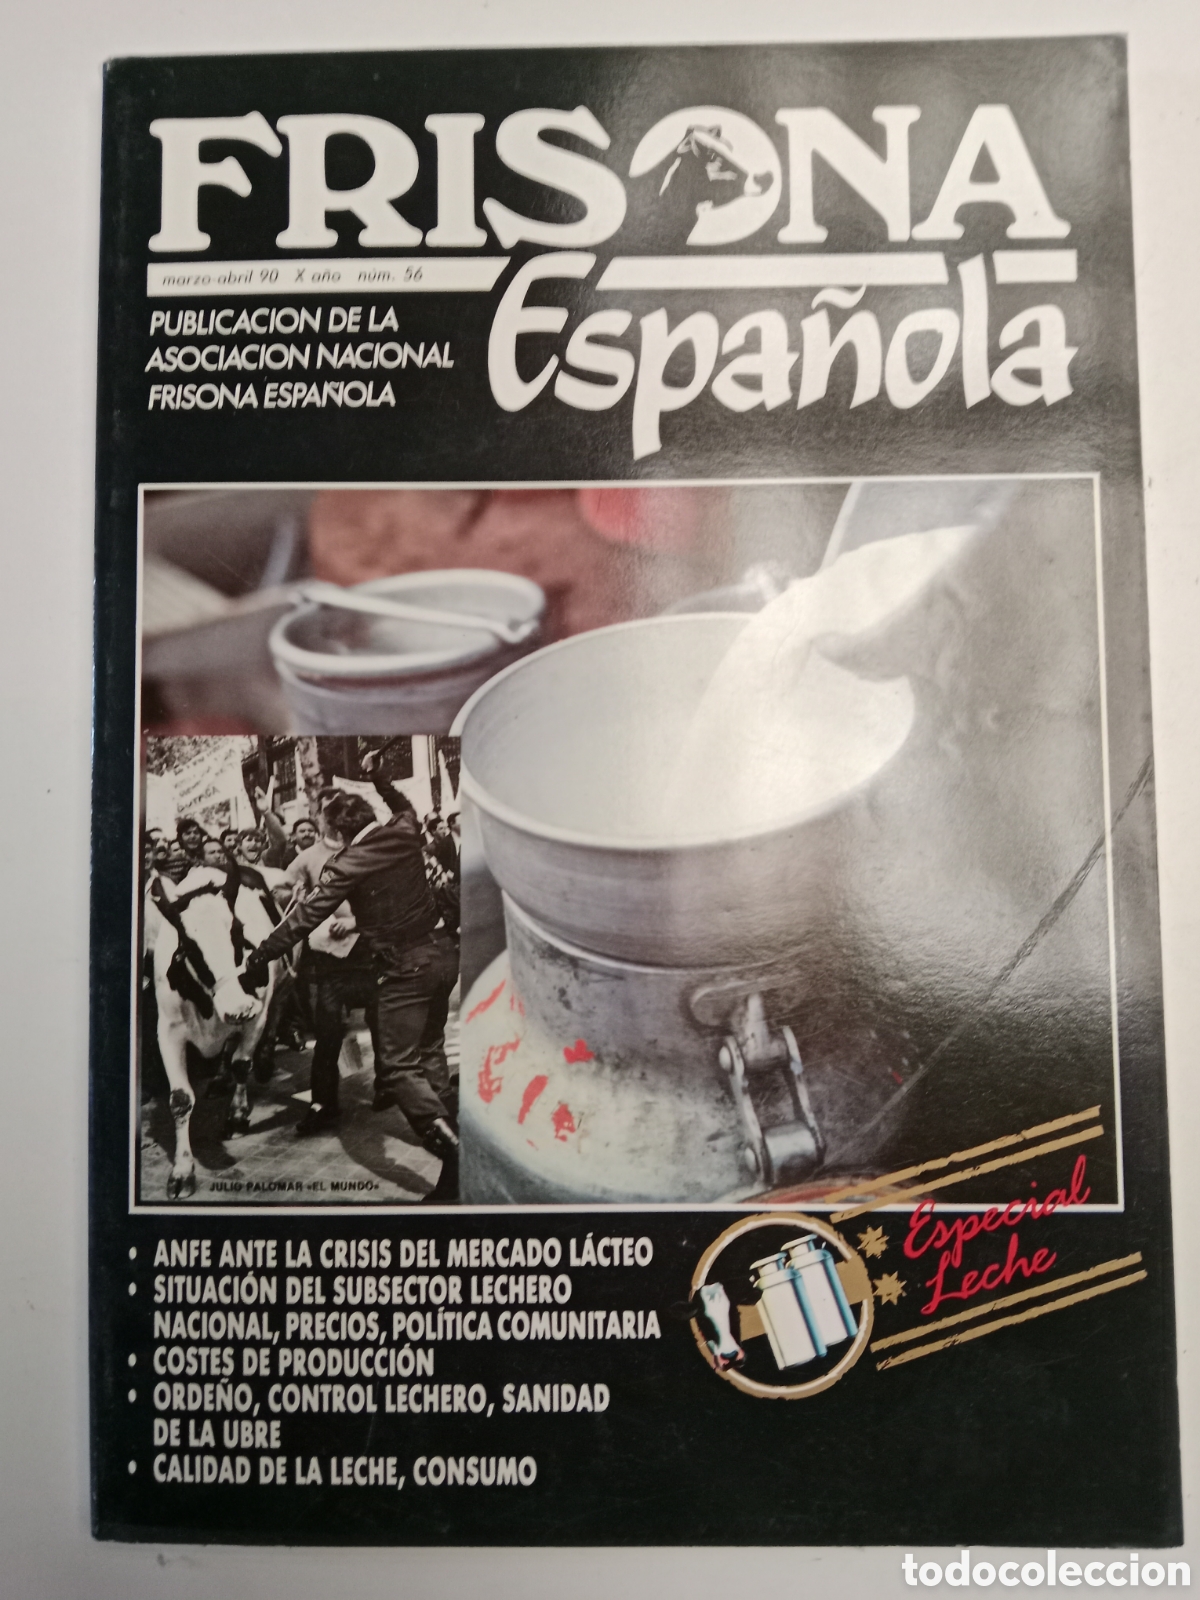 FRISONA
marzo-abril 90 X año núm. 56
Española
PUBLICACION DE LA
ASOCIACION NACIONAL
FRISONA ESPAÑOLA
JULIO PALOMAR «EL MUNDO»
• ANFE ANTE LA CRISIS DEL MERCADO LÁCTEO
• SITUACIÓN DEL SUBSECTOR LECHERO
NACIONAL, PRECIOS, POLÍTICA COMUNITARIA
• COSTES DE PRODUCCIÓN
• ORDEÑO, CONTROL LECHERO, SANIDAD
DE LA UBRE
• CALIDAD DE LA LECHE, CONSUMO
Especial
Leche
todocoleccion